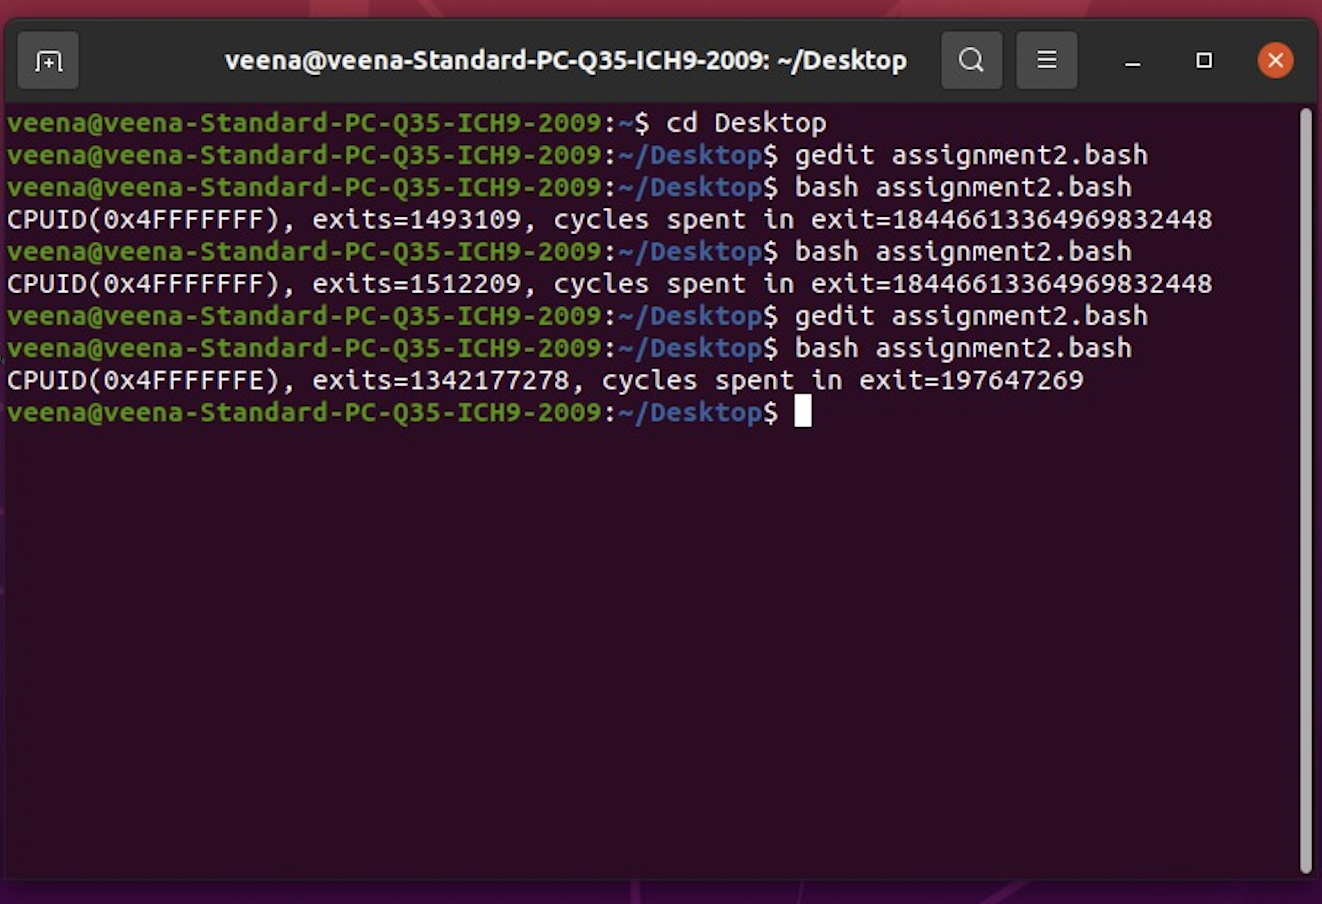 veena@veena-Standard-PC-Q35-ICH9-2009: ~/Desktop
veena@veena-Standard-PC-Q35-ICH9-2009:~$ cd Desktop
veena@veena-Standard-PC-Q35-ICH9-2009:~/Desktop$ gedit assignment2.bash
veena@veena-Standard-PC-Q35-ICH9-2009:~/Desktop$ bash assignment2.bash
CPUID(0x4FFFFFFF), exits=1493109, cycles spent in exit=18446613364969832448
veena@veena-Standard-PC-Q35-ICH9-2009:~/Desktop$ bash assignment2.bash
CPUID(0x4FFFFFFF), exits=1512209, cycles spent in exit=18446613364969832448
veena@veena-Standard-PC-Q35-ICH9-2009:~/Desktop$ gedit assignment2.bash
veena@veena-Standard-PC-Q35-ICH9-2009:~/Desktop$ bash assignment2.bash
CPUID(0x4FFFFFFE), exits=1342177278, cycles spent in exit=197647269
veena@veena-Standard-PC-Q35-ICH9-2009:~/Desktop$